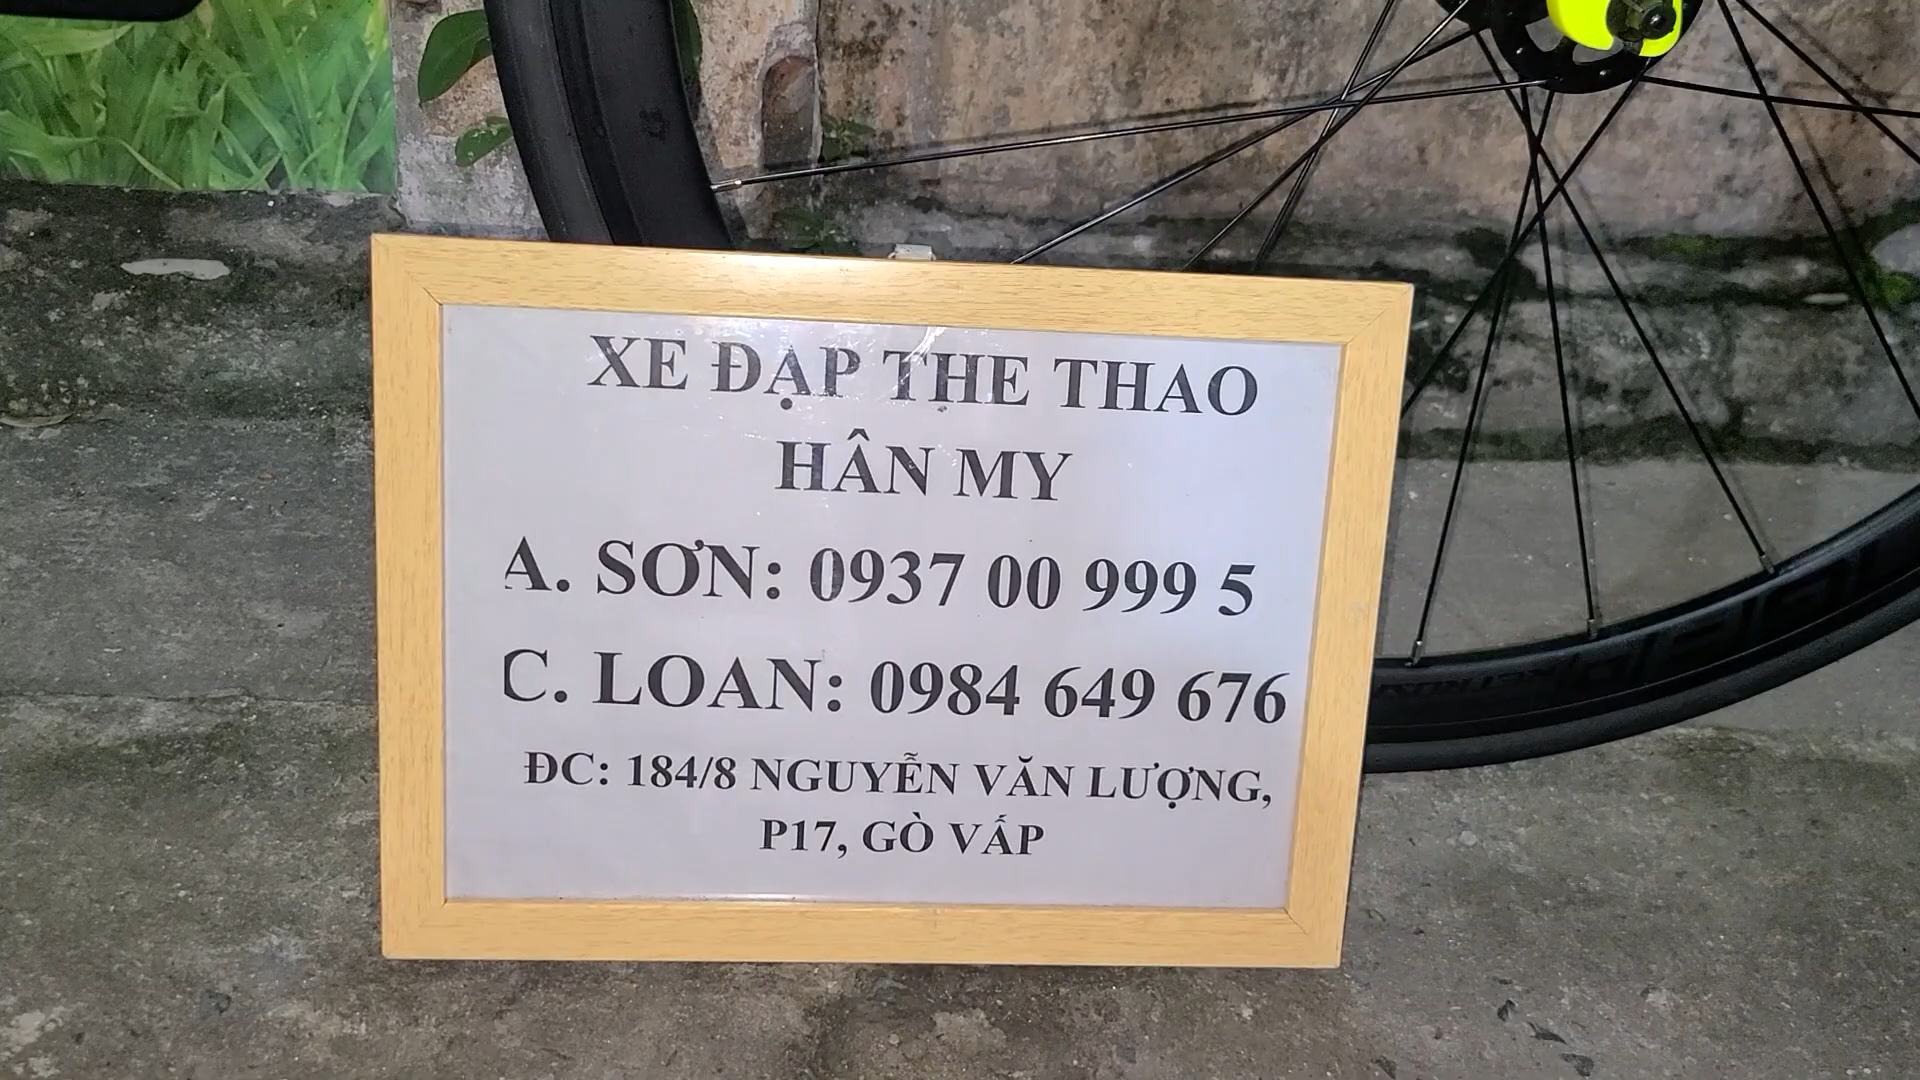 XE ĐẠP THE THAO
HÂN MY
A. SƠN: 0937 00 999 5
C. LOAN: 0984 649 676
ĐC: 184/8 NGUYỄN VĂN LƯỢNG,
P17, GÒ VẤP